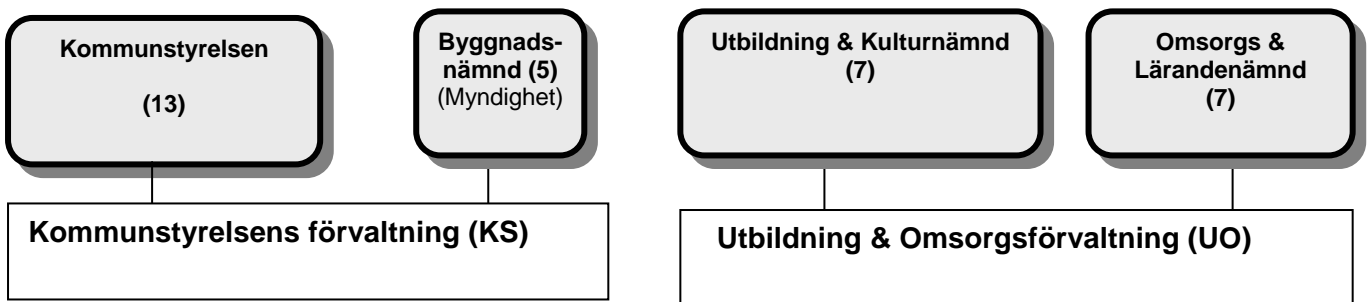 Kommunstyrelsen
(13)
Byggnads-
nämnd (5)
(Myndighet)
Utbildning & Kulturnämnd
(7)
Omsorgs &
Lärandenämnd
(7)
Kommunstyrelsens förvaltning (KS)
Utbildning & Omsorgsförvaltning (UO)